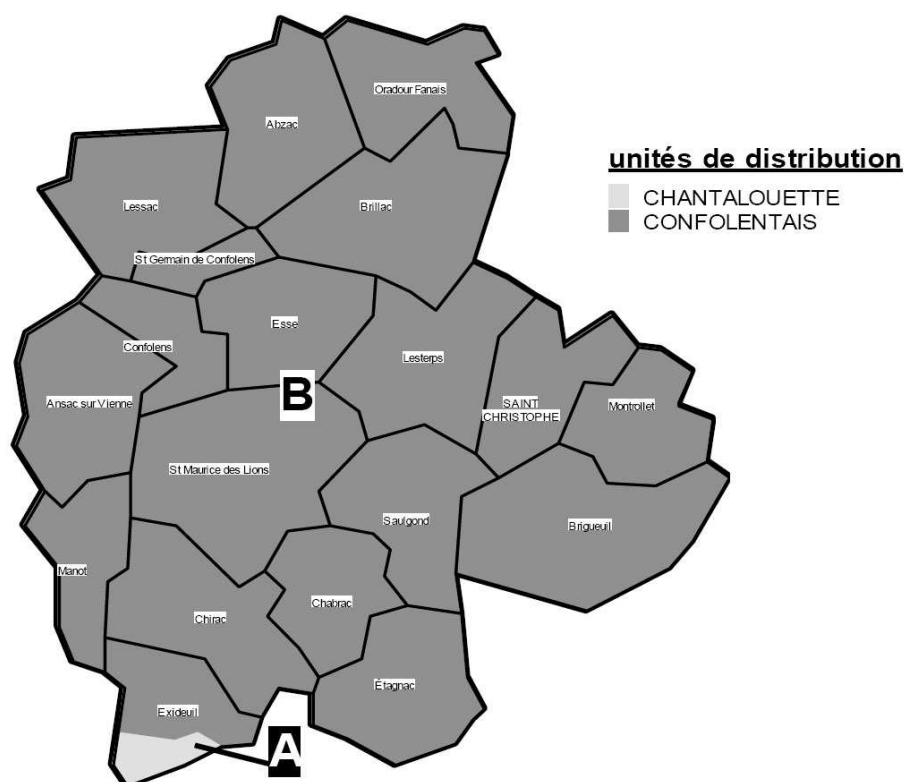 Oradour Fanais
Abzac
unités de distribution
CHANTALOUETTE
CONFOLENTAIS
Lessac
Brillac
St Germain de Confolens
Esse
Confolens
Lesterps
B
Ansac sur Vienne
SAINT
CHRISTOPHE
Montrollet
St Maurice des Lions
Saulgond
Brigueuil
Manot
Chabrac
Chirac
Étagnac
Exideuil
A